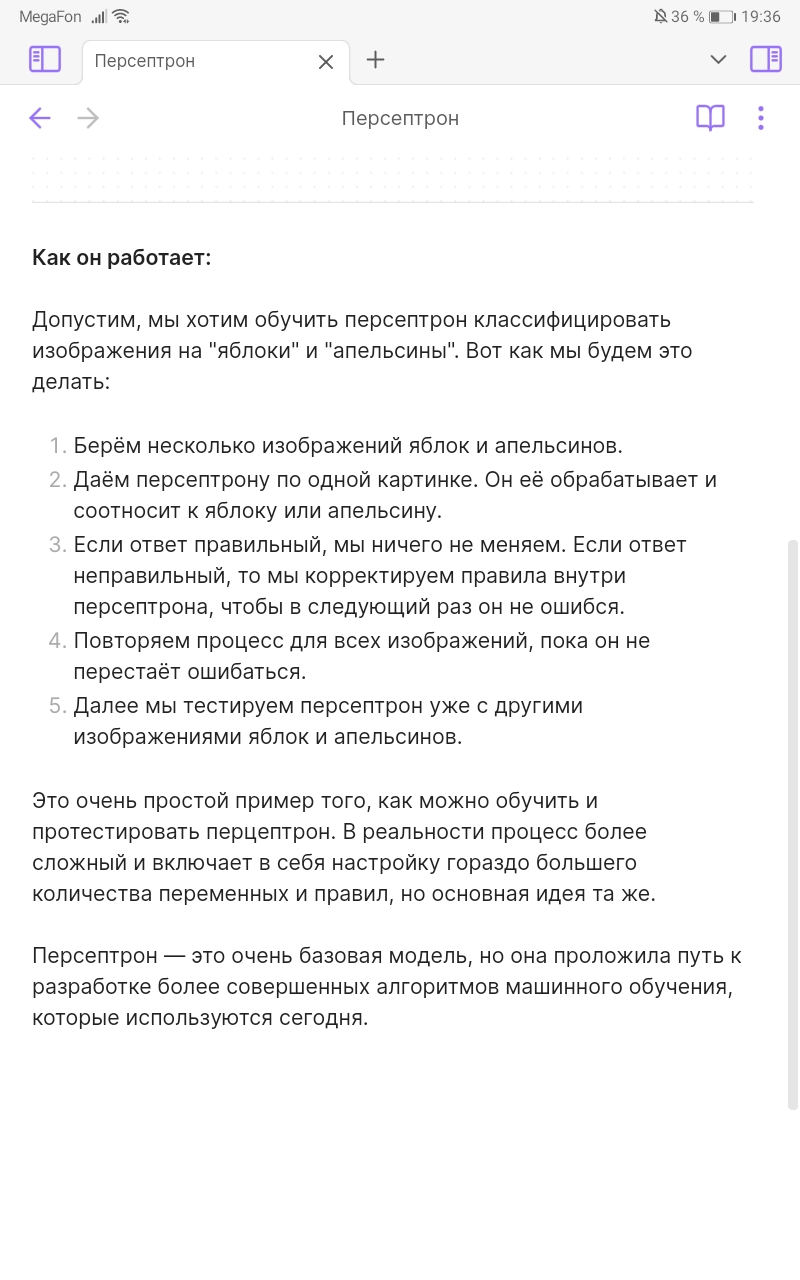 MegaFon 36 % 19:36
Персептрон
Персептрон
Как он работает:
Допустим, мы хотим обучить персептрон классифицировать
изображения на "яблоки" и "апельсины". Вот как мы будем это
делать:
1. Берём несколько изображений яблок и апельсинов.
2. Даём персептрону по одной картинке. Он её обрабатывает и
соотносит к яблоку или апельсину.
3. Если ответ правильный, мы ничего не меняем. Если ответ
неправильный, то мы корректируем правила внутри
персептрона, чтобы в следующий раз он не ошибся.
4. Повторяем процесс для всех изображений, пока он не
перестаёт ошибаться.
5. Далее мы тестируем персептрон уже с другими
изображениями яблок и апельсинов.
Это очень простой пример того, как можно обучить и
протестировать перцептрон. В реальности процесс более
сложный и включает в себя настройку гораздо большего
количества переменных и правил, но основная идея та же.
Персептрон — это очень базовая модель, но она проложила путь к
разработке более совершенных алгоритмов машинного обучения,
которые используются сегодня.